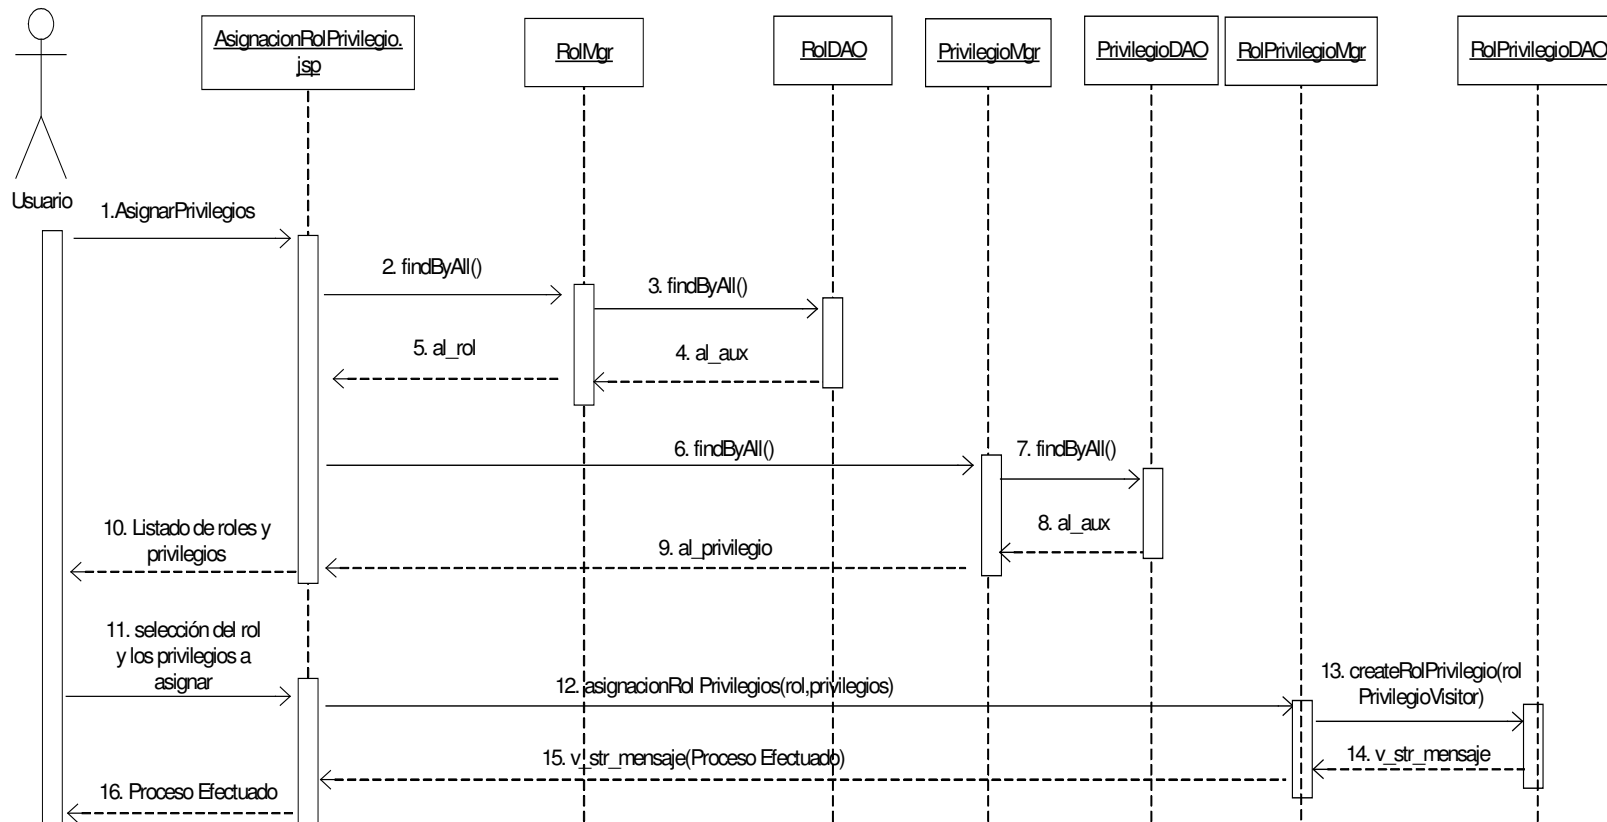 AsignacionRolPrivilegio.
jsp
RolMgr
RolDAO
PrivilegioMgr
PrivilegioDAO
RolPrivilegioMgr
RolPrivilegioDAO
Usuario
1.AsignarPrivilegios
2. findByAll()
3. findByAll()
5. al_rol
4. al_aux
6. findByAll()
7. findByAll()
8. al_aux
9. al_privilegio
10. Listado de roles y
privilegios
11. selección del rol
y los privilegios a
asignar
12. asignacionRol Privilegios(rol,privilegios)
13. createRolPrivilegio(rol
PrivilegioVisitor)
14. v_str_mensaje
15. v_str_mensaje(Proceso Efectuado)
16. Proceso Efectuado